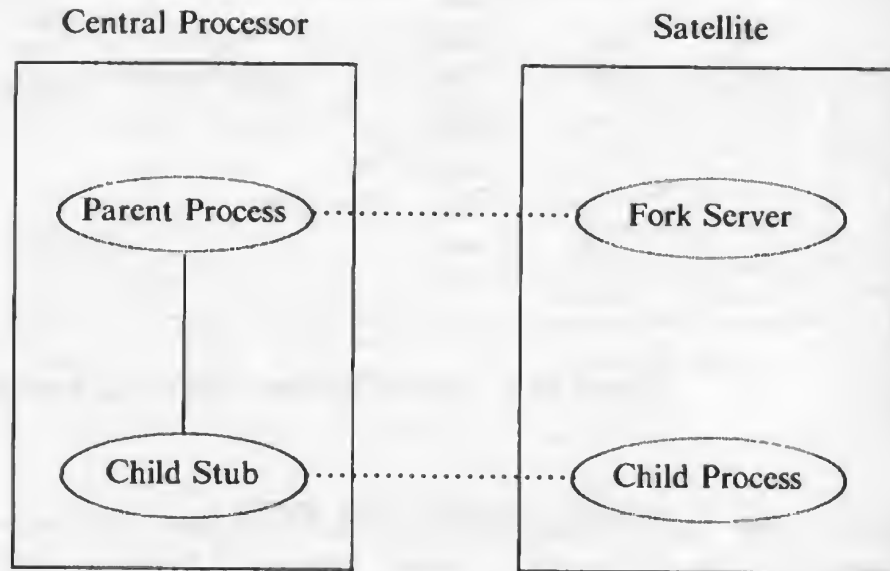 Central Processor
Satellite
Parent Process
Fork Server
Child Stub
Child Process